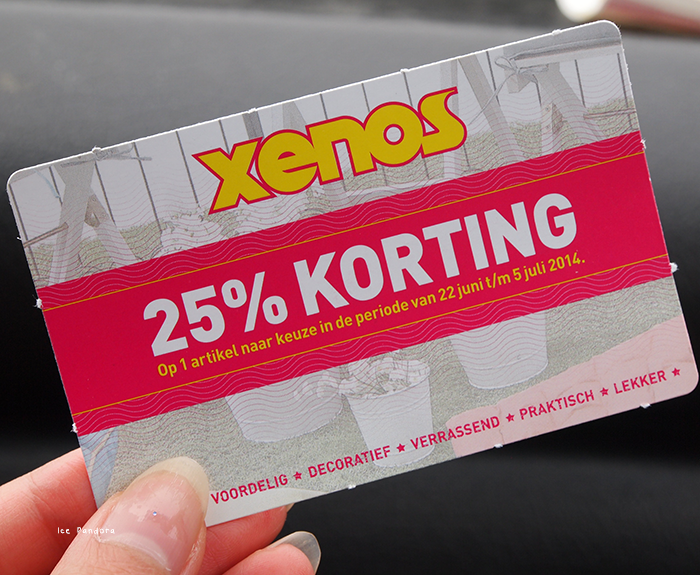 xenos
25% KORTING
Op 1 artikel naar keuze in de periode van 22 juni t/m 5 juli 2014.
VOORDELIG ★ DECORATIEF ★ VERRASSEND ★ PRAKTISCH ★ LEKKER ★
Ice Pandora